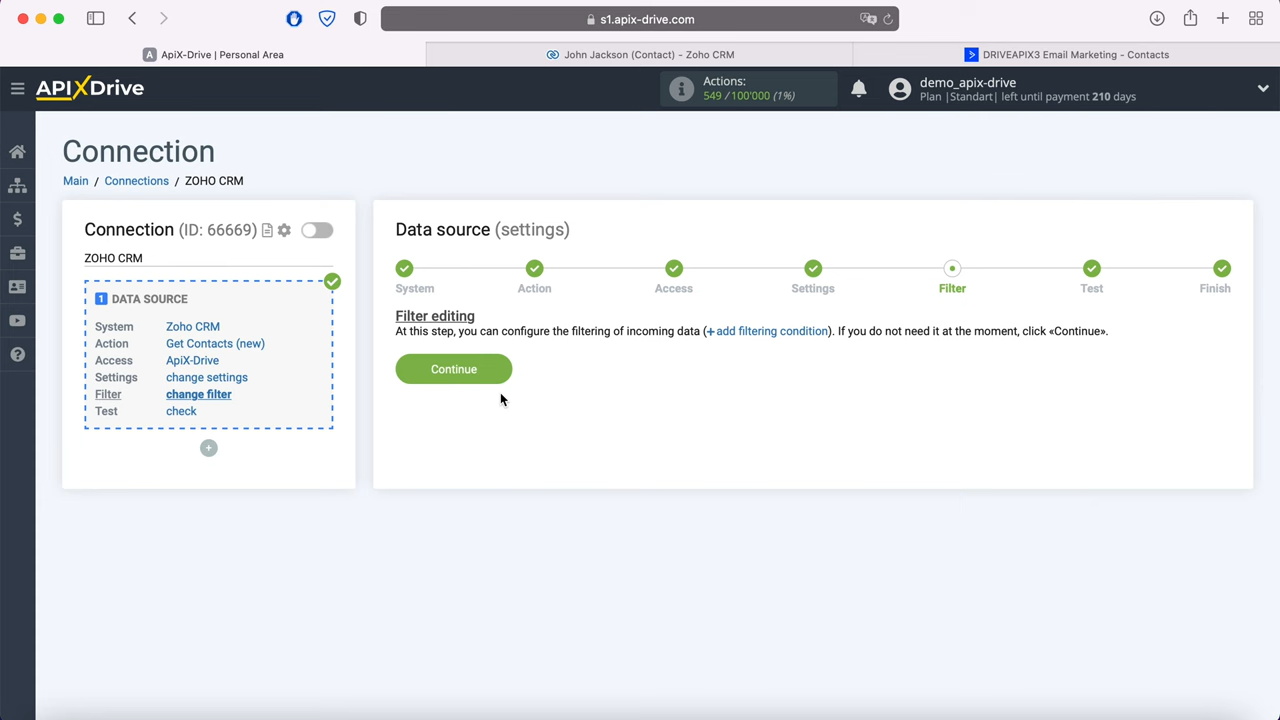 s1.apix-drive.com
A ApiX-Drive | Personal Area
John Jackson (Contact) - Zoho CRM
DRIVEAPIX3 Email Marketing - Contacts
APIXDrive
Actions:
549 / 100'000 (1%)
demo_apix-drive
Plan |Standart| left until payment 210 days
Connection
Main / Connections / ZOHO CRM
Connection (ID: 66669)
ZOHO CRM
1 DATA SOURCE
System Zoho CRM
Action Get Contacts (new)
Access ApiX-Drive
Settings change settings
Filter change filter
Test check
Data source (settings)
System Action Access Settings Filter Test Finish
Filter editing
At this step, you can configure the filtering of incoming data (+add filtering condition). If you do not need it at the moment, click «Continue».
Continue